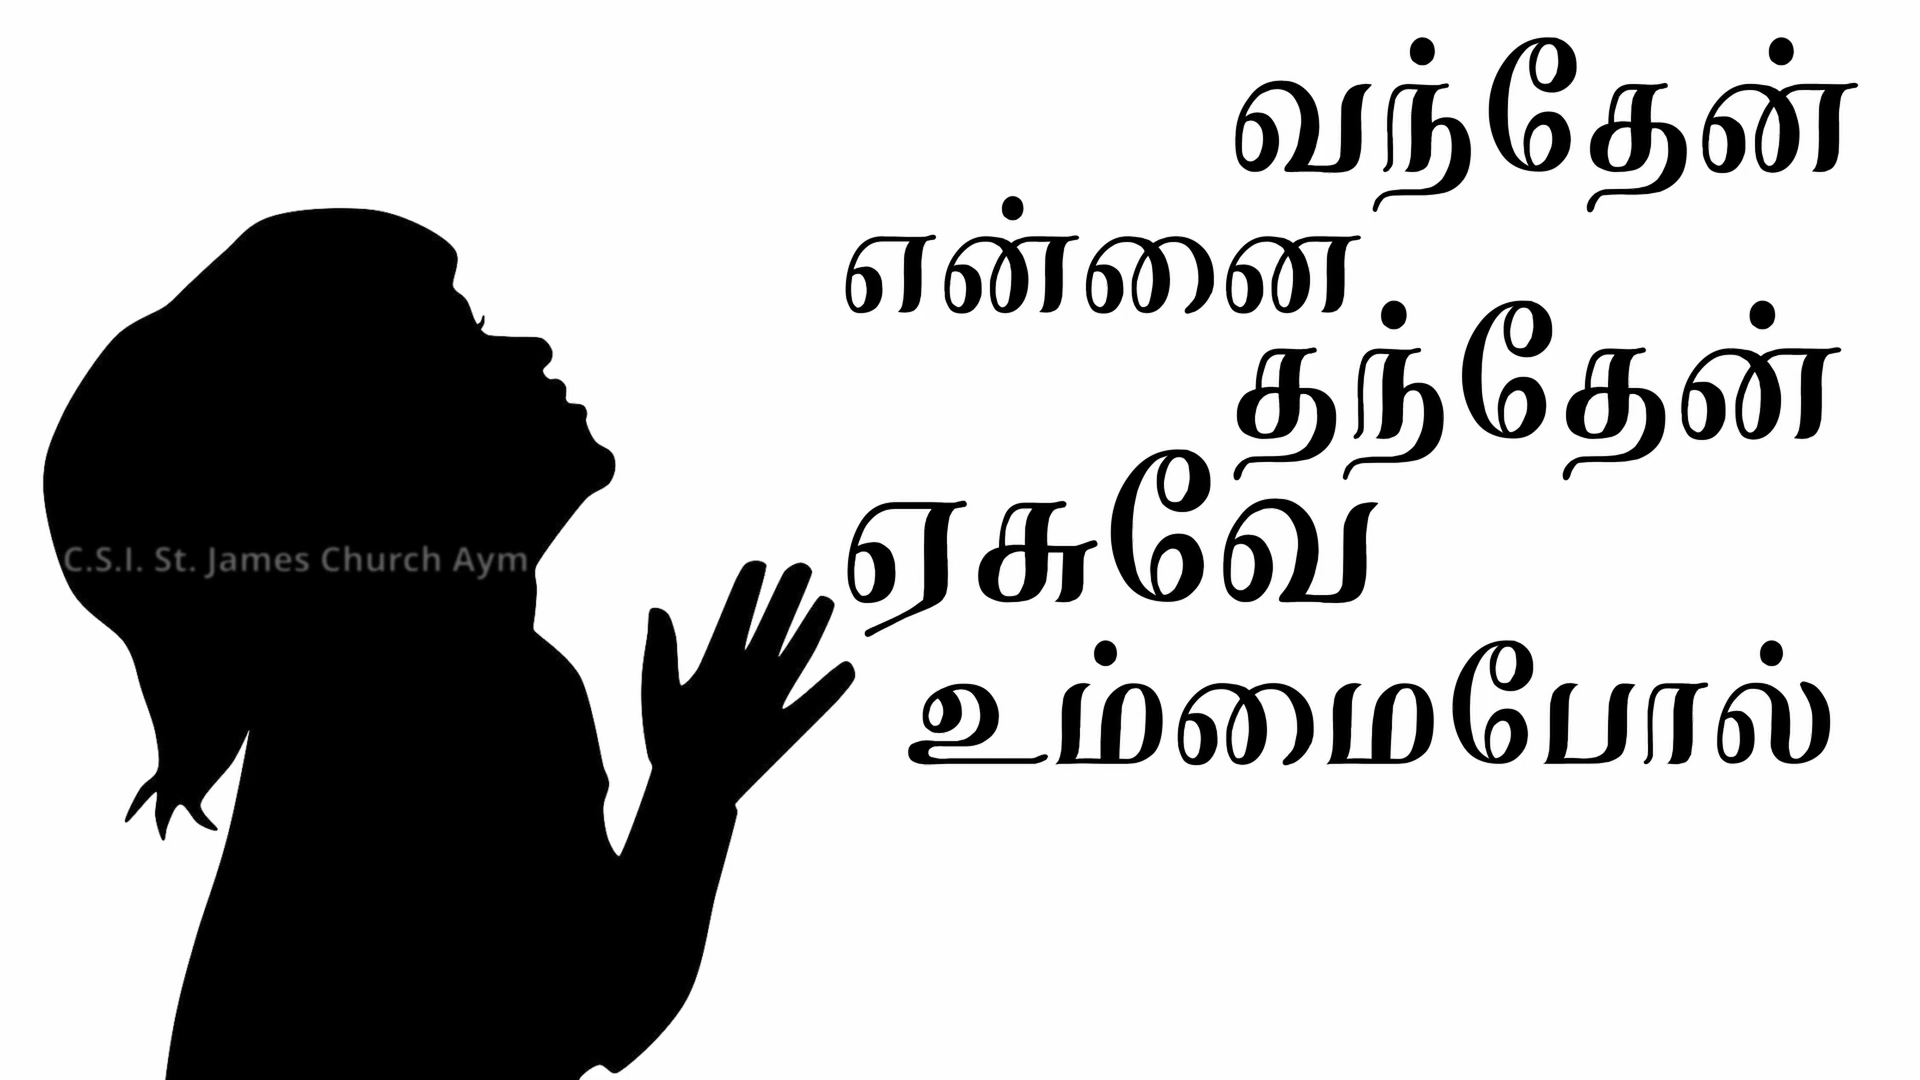 வந்தேன்
என்னை
தந்தேன்
ஏசுவே
உம்மைபோல்
C.S.I. St. James Church Aym